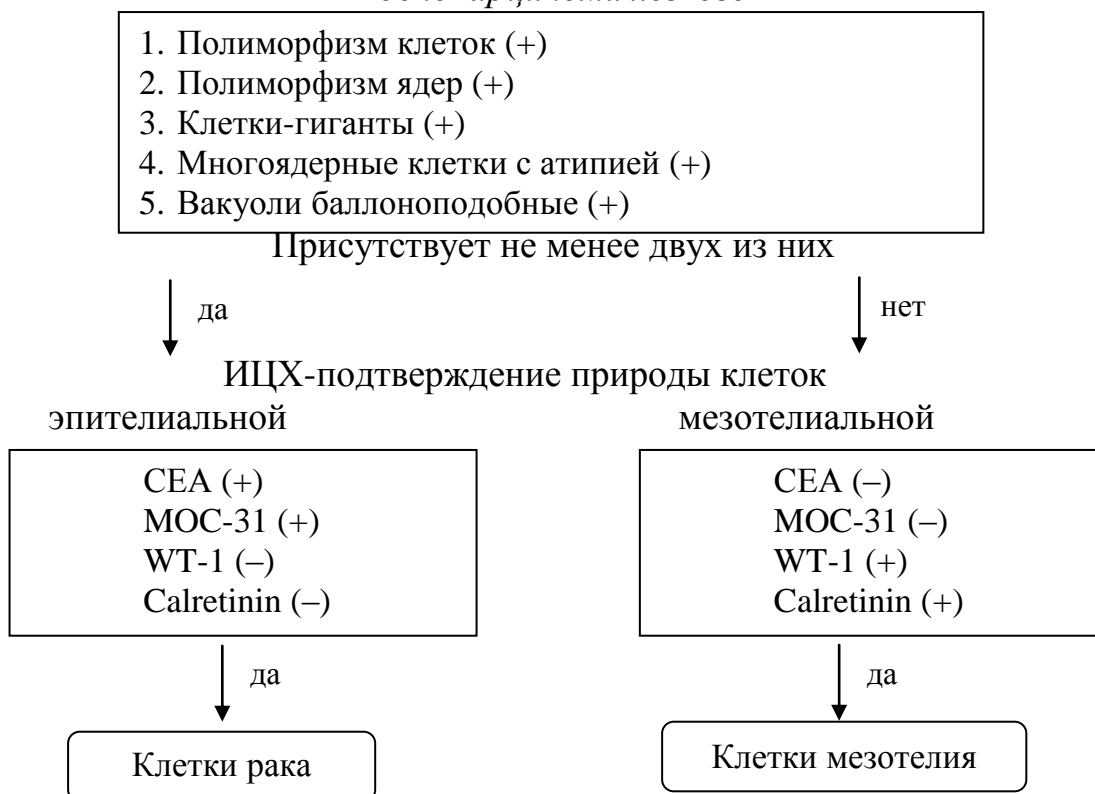 1. Полиморфизм клеток (+)
2. Полиморфизм ядер (+)
3. Клетки-гиганты (+)
4. Многоядерные клетки с атипией (+)
5. Вакуоли баллоноподобные (+)
Присутствует не менее двух из них
да
нет
ИЦХ-подтверждение природы клеток
эпителиальной
мезотелиальной
CEA (+)
MOC-31 (+)
WT-1 (–)
Calretinin (–)
CEA (–)
MOC-31 (–)
WT-1 (+)
Calretinin (+)
да
да
Клетки рака
Клетки мезотелия